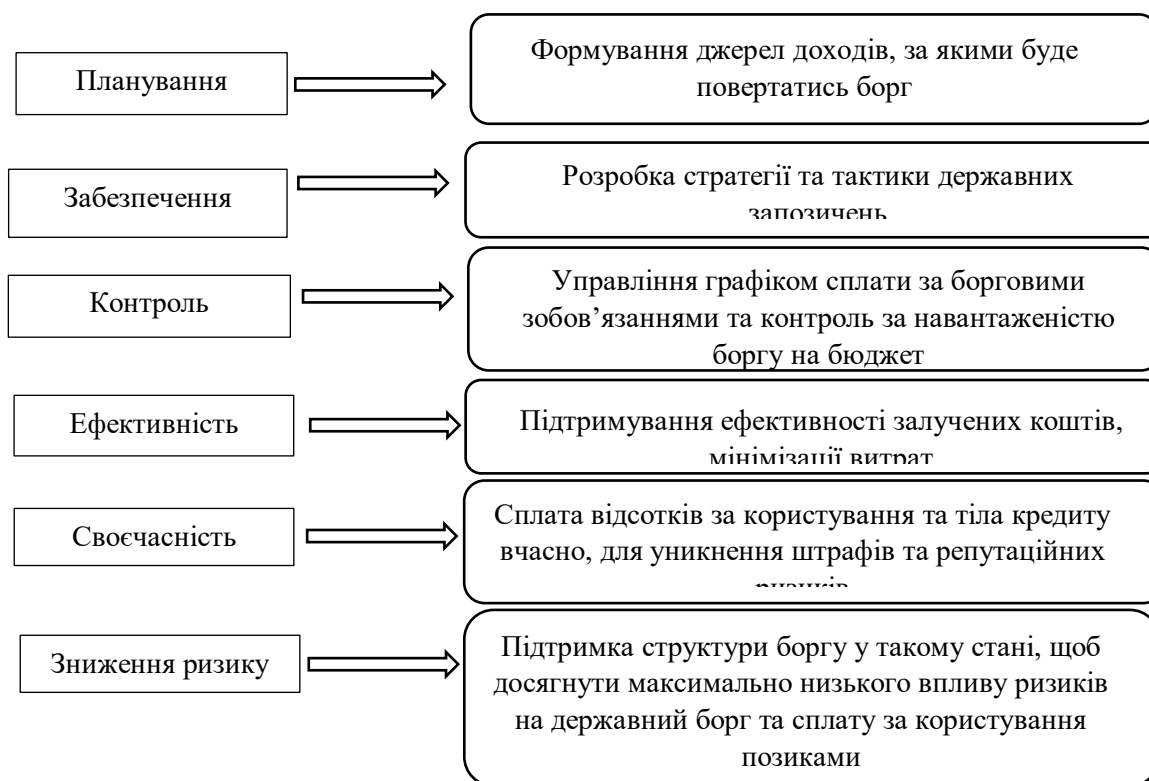 Планування
Формування джерел доходів, за якими буде
повертатись борг
Забезпечення
Розробка стратегії та тактики державних
запозичень
Контроль
Управління графіком сплати за борговими
зобов’язаннями та контроль за навантаженістю
боргу на бюджет
Ефективність
Підтримування ефективності залучених коштів,
мінімізації витрат
Своєчасність
Сплата відсотків за користування та тіла кредиту
вчасно, для уникнення штрафів та репутаційних
ризиків
Зниження ризику
Підтримка структури боргу у такому стані, щоб
досягнути максимально низького впливу ризиків
на державний борг та сплату за користування
позиками